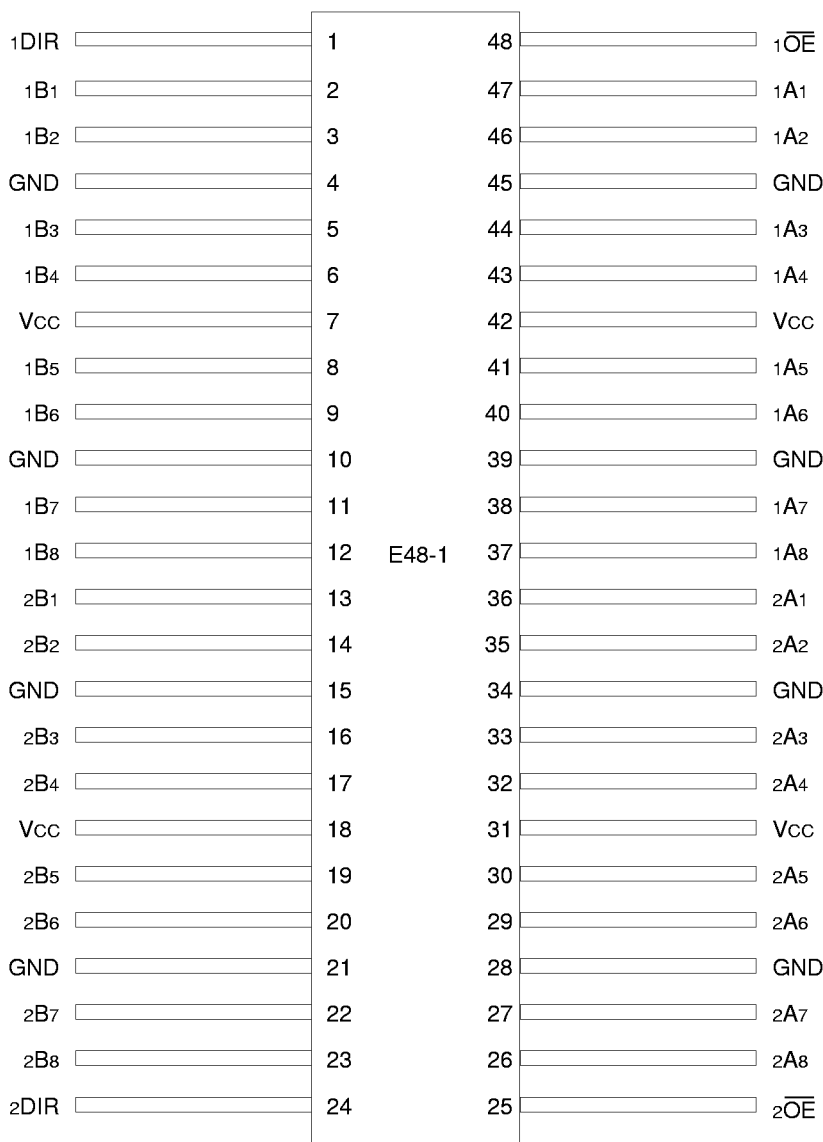 1DIR 1 48 1O̅E̅
1B1 2 47 1A1
1B2 3 46 1A2
GND 4 45 GND
1B3 5 44 1A3
1B4 6 43 1A4
VCC 7 42 VCC
1B5 8 41 1A5
1B6 9 40 1A6
GND 10 39 GND
1B7 11 38 1A7
1B8 12 E48-1 37 1A8
2B1 13 36 2A1
2B2 14 35 2A2
GND 15 34 GND
2B3 16 33 2A3
2B4 17 32 2A4
VCC 18 31 VCC
2B5 19 30 2A5
2B6 20 29 2A6
GND 21 28 GND
2B7 22 27 2A7
2B8 23 26 2A8
2DIR 24 25 2O̅E̅